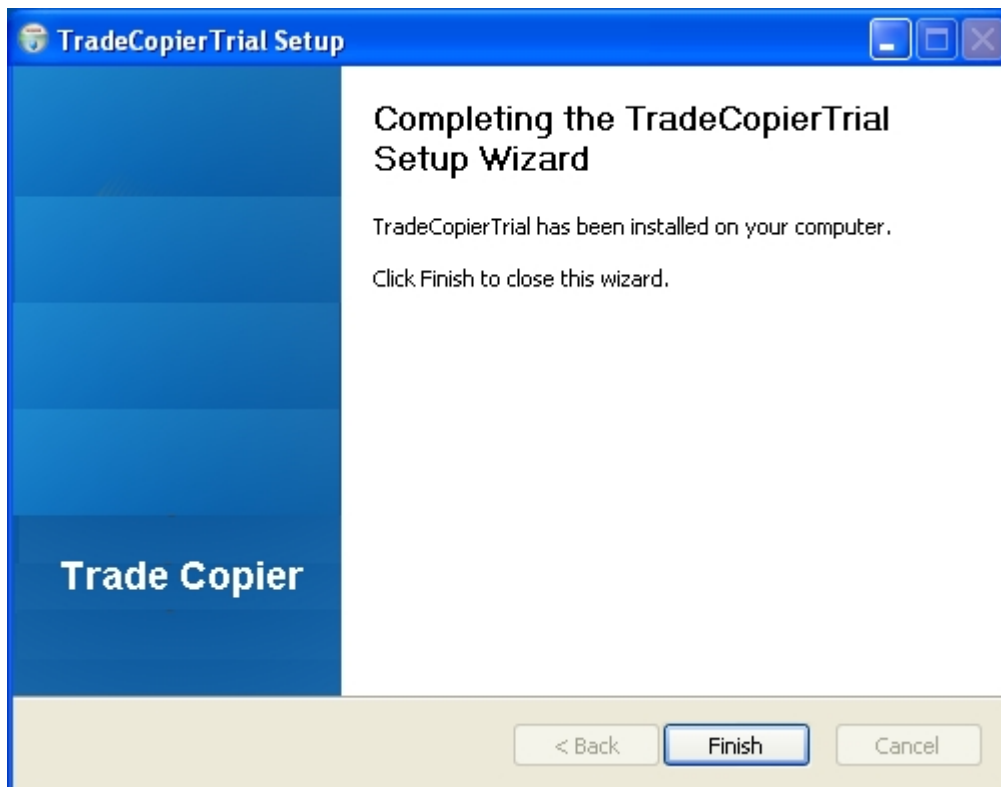 TradeCopierTrial Setup
Completing the TradeCopierTrial
Setup Wizard
TradeCopierTrial has been installed on your computer.
Click Finish to close this wizard.
Trade Copier
< Back
Finish
Cancel